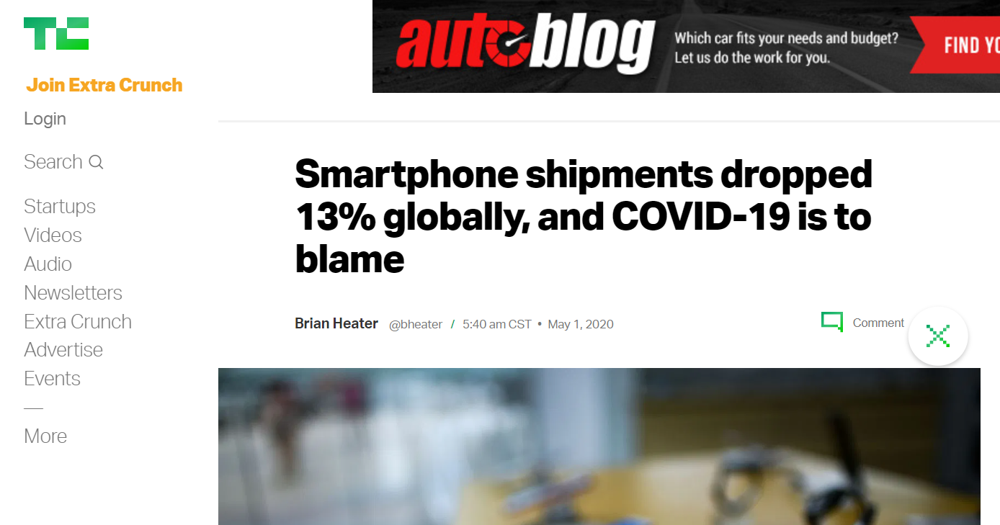 TC
Join Extra Crunch
Login
Search
Startups
Videos
Audio
Newsletters
Extra Crunch
Advertise
Events
—
More
autoblog
Which car fits your needs and budget?
Let us do the work for you.
FIND YO
Smartphone shipments dropped
13% globally, and COVID-19 is to
blame
Brian Heater @bheater / 5:40 am CST • May 1, 2020
Comment